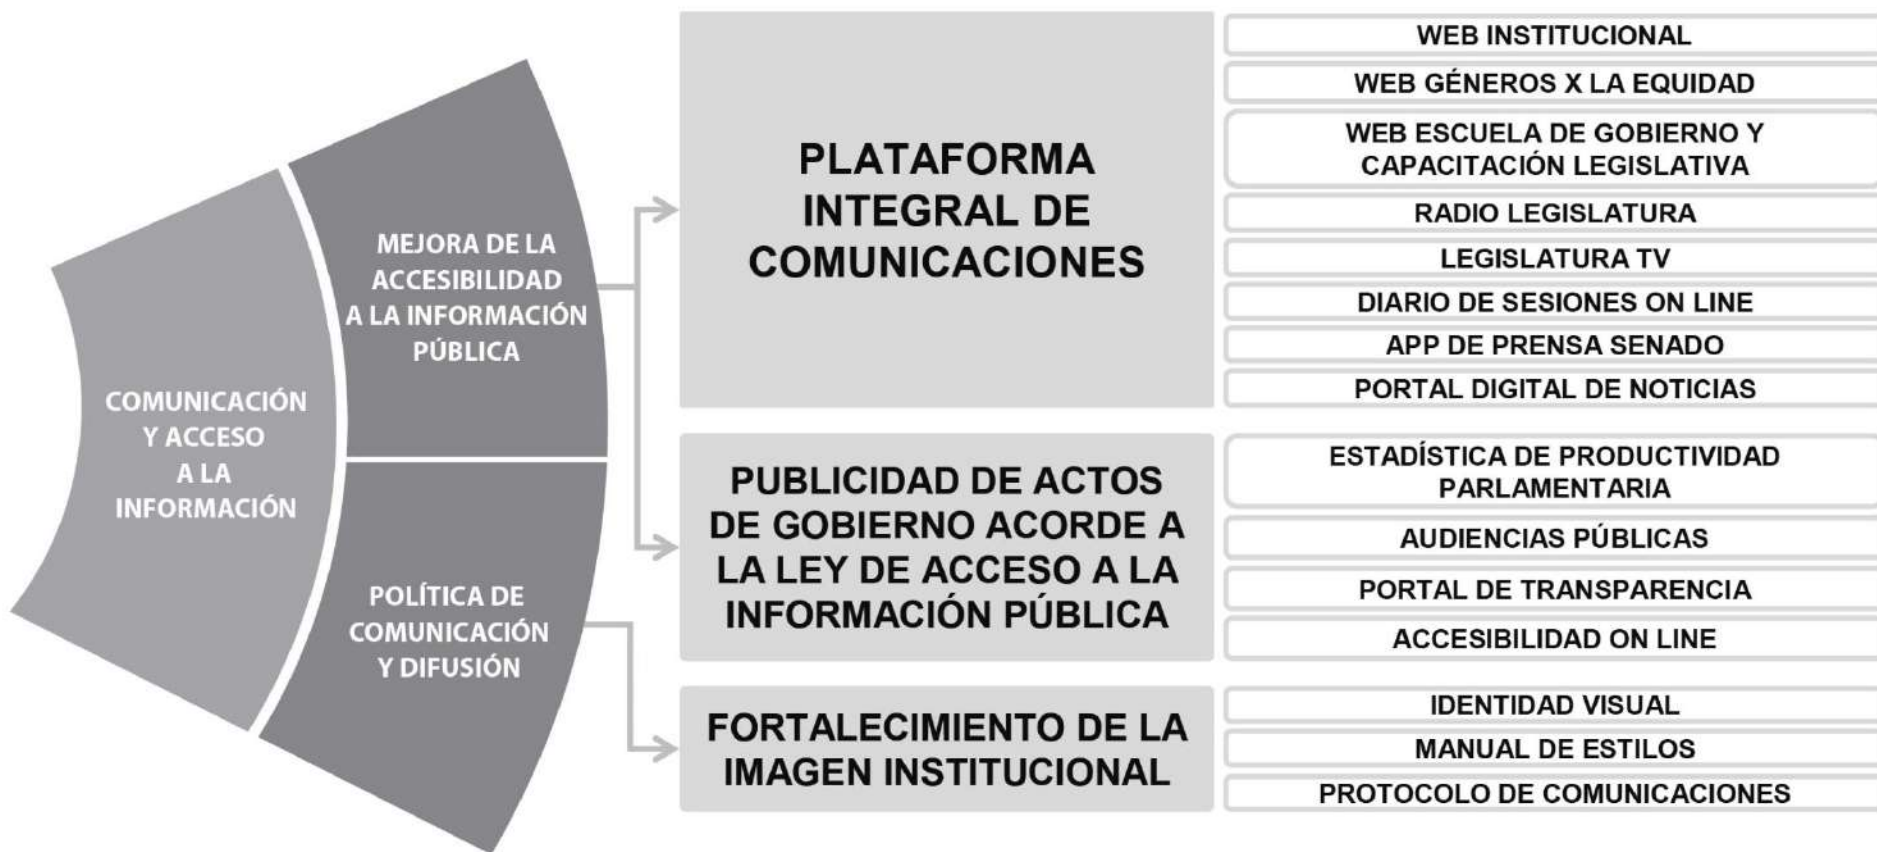 COMUNICACIÓN
Y ACCESO
A LA
INFORMACIÓN
MEJORA DE LA
ACCESIBILIDAD
A LA INFORMACIÓN
PÚBLICA
POLÍTICA DE
COMUNICACIÓN
Y DIFUSIÓN
PLATAFORMA
INTEGRAL DE
COMUNICACIONES
WEB INSTITUCIONAL
WEB GÉNEROS X LA EQUIDAD
WEB ESCUELA DE GOBIERNO Y
CAPACITACIÓN LEGISLATIVA
RADIO LEGISLATURA
LEGISLATURA TV
DIARIO DE SESIONES ON LINE
APP DE PRENSA SENADO
PORTAL DIGITAL DE NOTICIAS
PUBLICIDAD DE ACTOS
DE GOBIERNO ACORDE A
LA LEY DE ACCESO A LA
INFORMACIÓN PÚBLICA
ESTADÍSTICA DE PRODUCTIVIDAD
PARLAMENTARIA
AUDIENCIAS PÚBLICAS
PORTAL DE TRANSPARENCIA
ACCESIBILIDAD ON LINE
FORTALECIMIENTO DE LA
IMAGEN INSTITUCIONAL
IDENTIDAD VISUAL
MANUAL DE ESTILOS
PROTOCOLO DE COMUNICACIONES